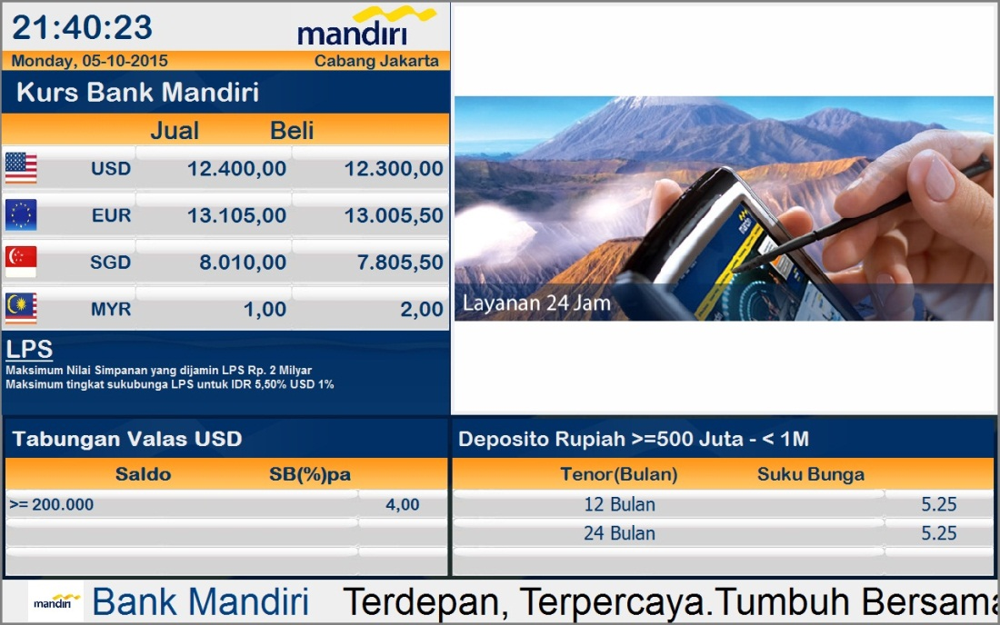 21:40:23
mandiri
Monday, 05-10-2015 Cabang Jakarta
Kurs Bank Mandiri
Jual Beli
USD 12.400,00 12.300,00
EUR 13.105,00 13.005,50
SGD 8.010,00 7.805,50
MYR 1,00 2,00
LPS
Maksimum Nilai Simpanan yang dijamin LPS Rp. 2 Milyar
Maksimum tingkat sukubunga LPS untuk IDR 5,50% USD 1%
Layanan 24 Jam
Tabungan Valas USD
Saldo SB(%)pa
>= 200.000 4,00
Deposito Rupiah >=500 Juta - < 1M
Tenor(Bulan) Suku Bunga
12 Bulan 5.25
24 Bulan 5.25
mandiri Bank Mandiri Terdepan, Terpercaya.Tumbuh Bersama